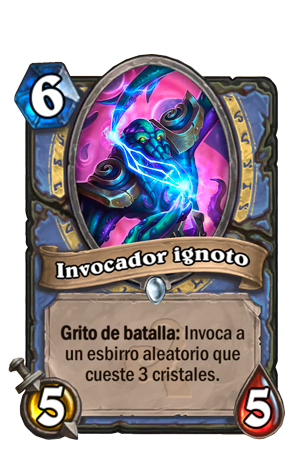 6
Invocador ignoto
Grito de batalla: Invoca a
un esbirro aleatorio que
cueste 3 cristales.
5
5